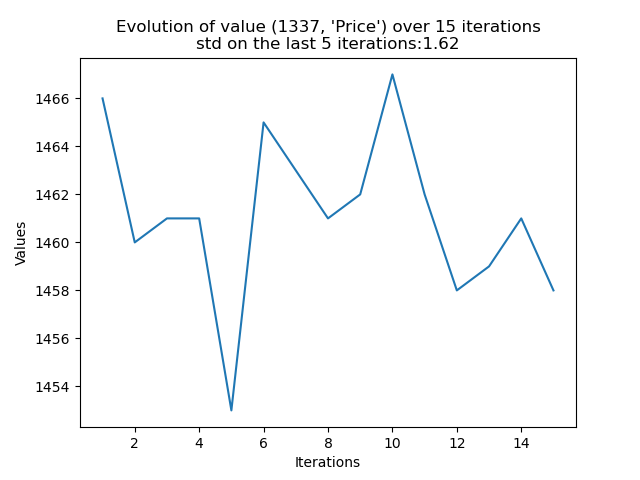 Evolution of value (1337, 'Price') over 15 iterations
std on the last 5 iterations:1.62
1466
1464
1462
1460
1458
1456
1454
Values
2 4 6 8 10 12 14
Iterations